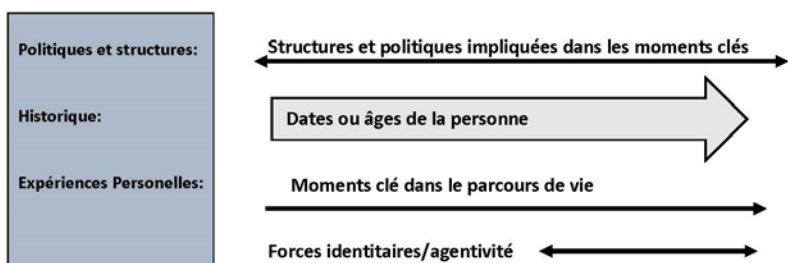 Politiques et structures:
Structures et politiques impliquées dans les moments clés
Historique:
Dates ou âges de la personne
Expériences Personelles:
Moments clé dans le parcours de vie
Forces identitaires/agentivité